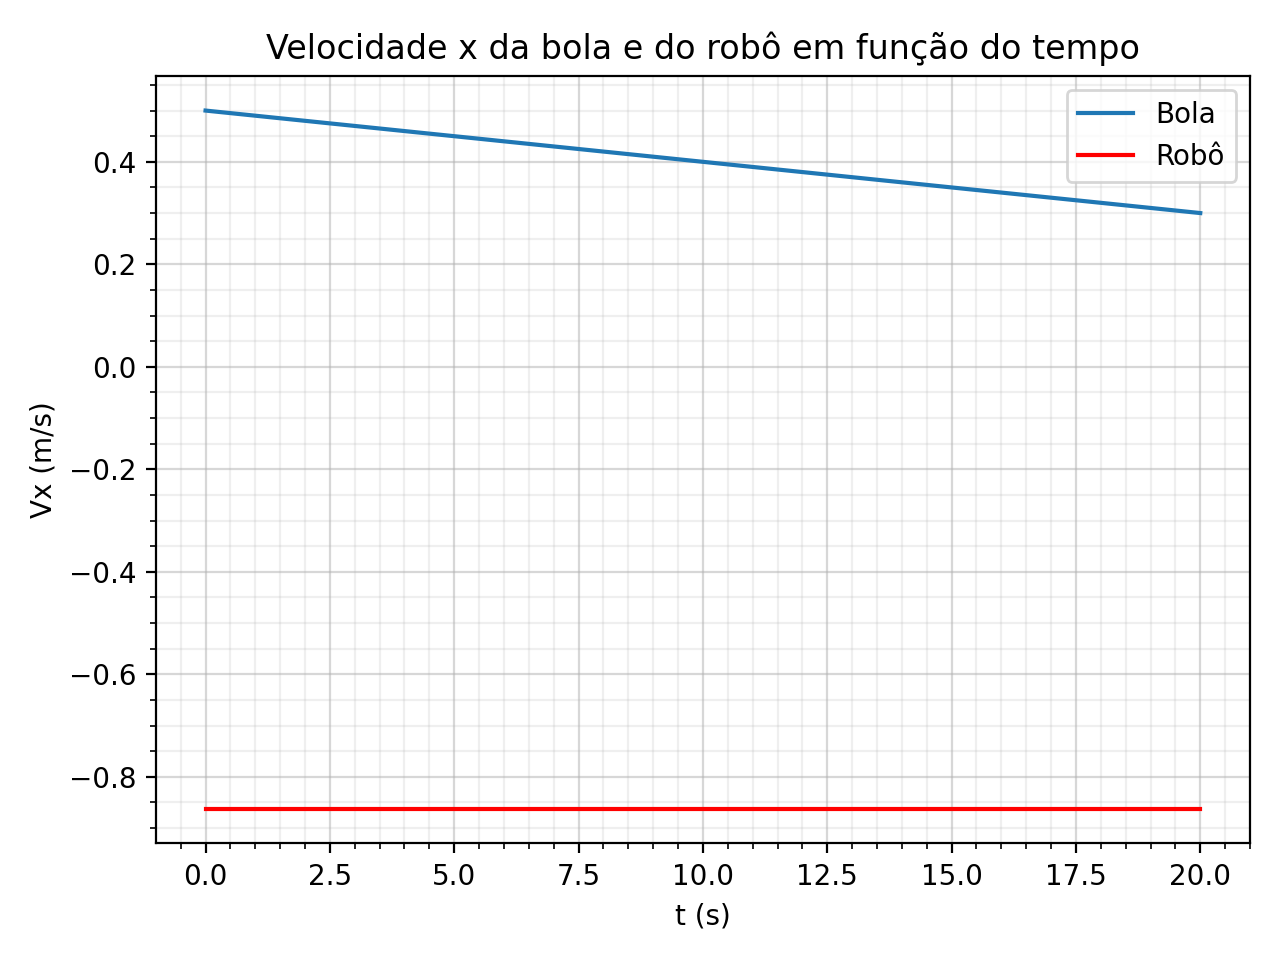 Velocidade x da bola e do robô em função do tempo
Bola
Robô
0.4
0.2
0.0
−0.2
−0.4
−0.6
−0.8
Vx (m/s)
0.0 2.5 5.0 7.5 10.0 12.5 15.0 17.5 20.0
t (s)